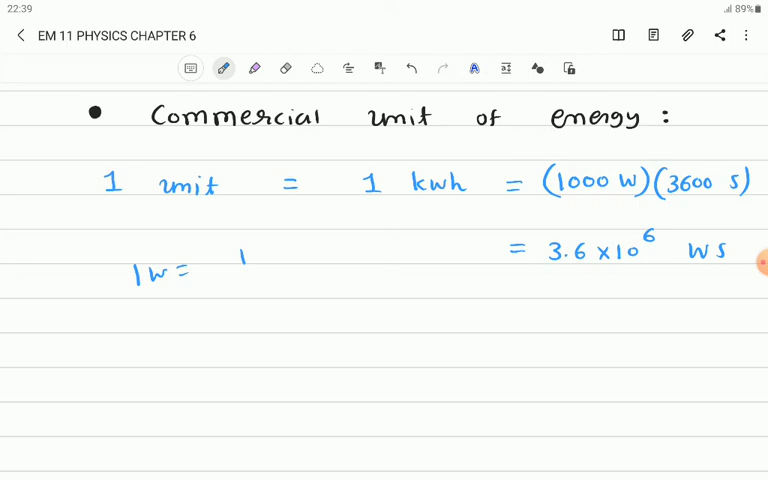 22:39 89%
EM 11 PHYSICS CHAPTER 6
• Commercial unit of energy :
1 unit = 1 kwh = (1000 W)(3600 s)
= 3.6 × 10⁶ WS
1 w = 1